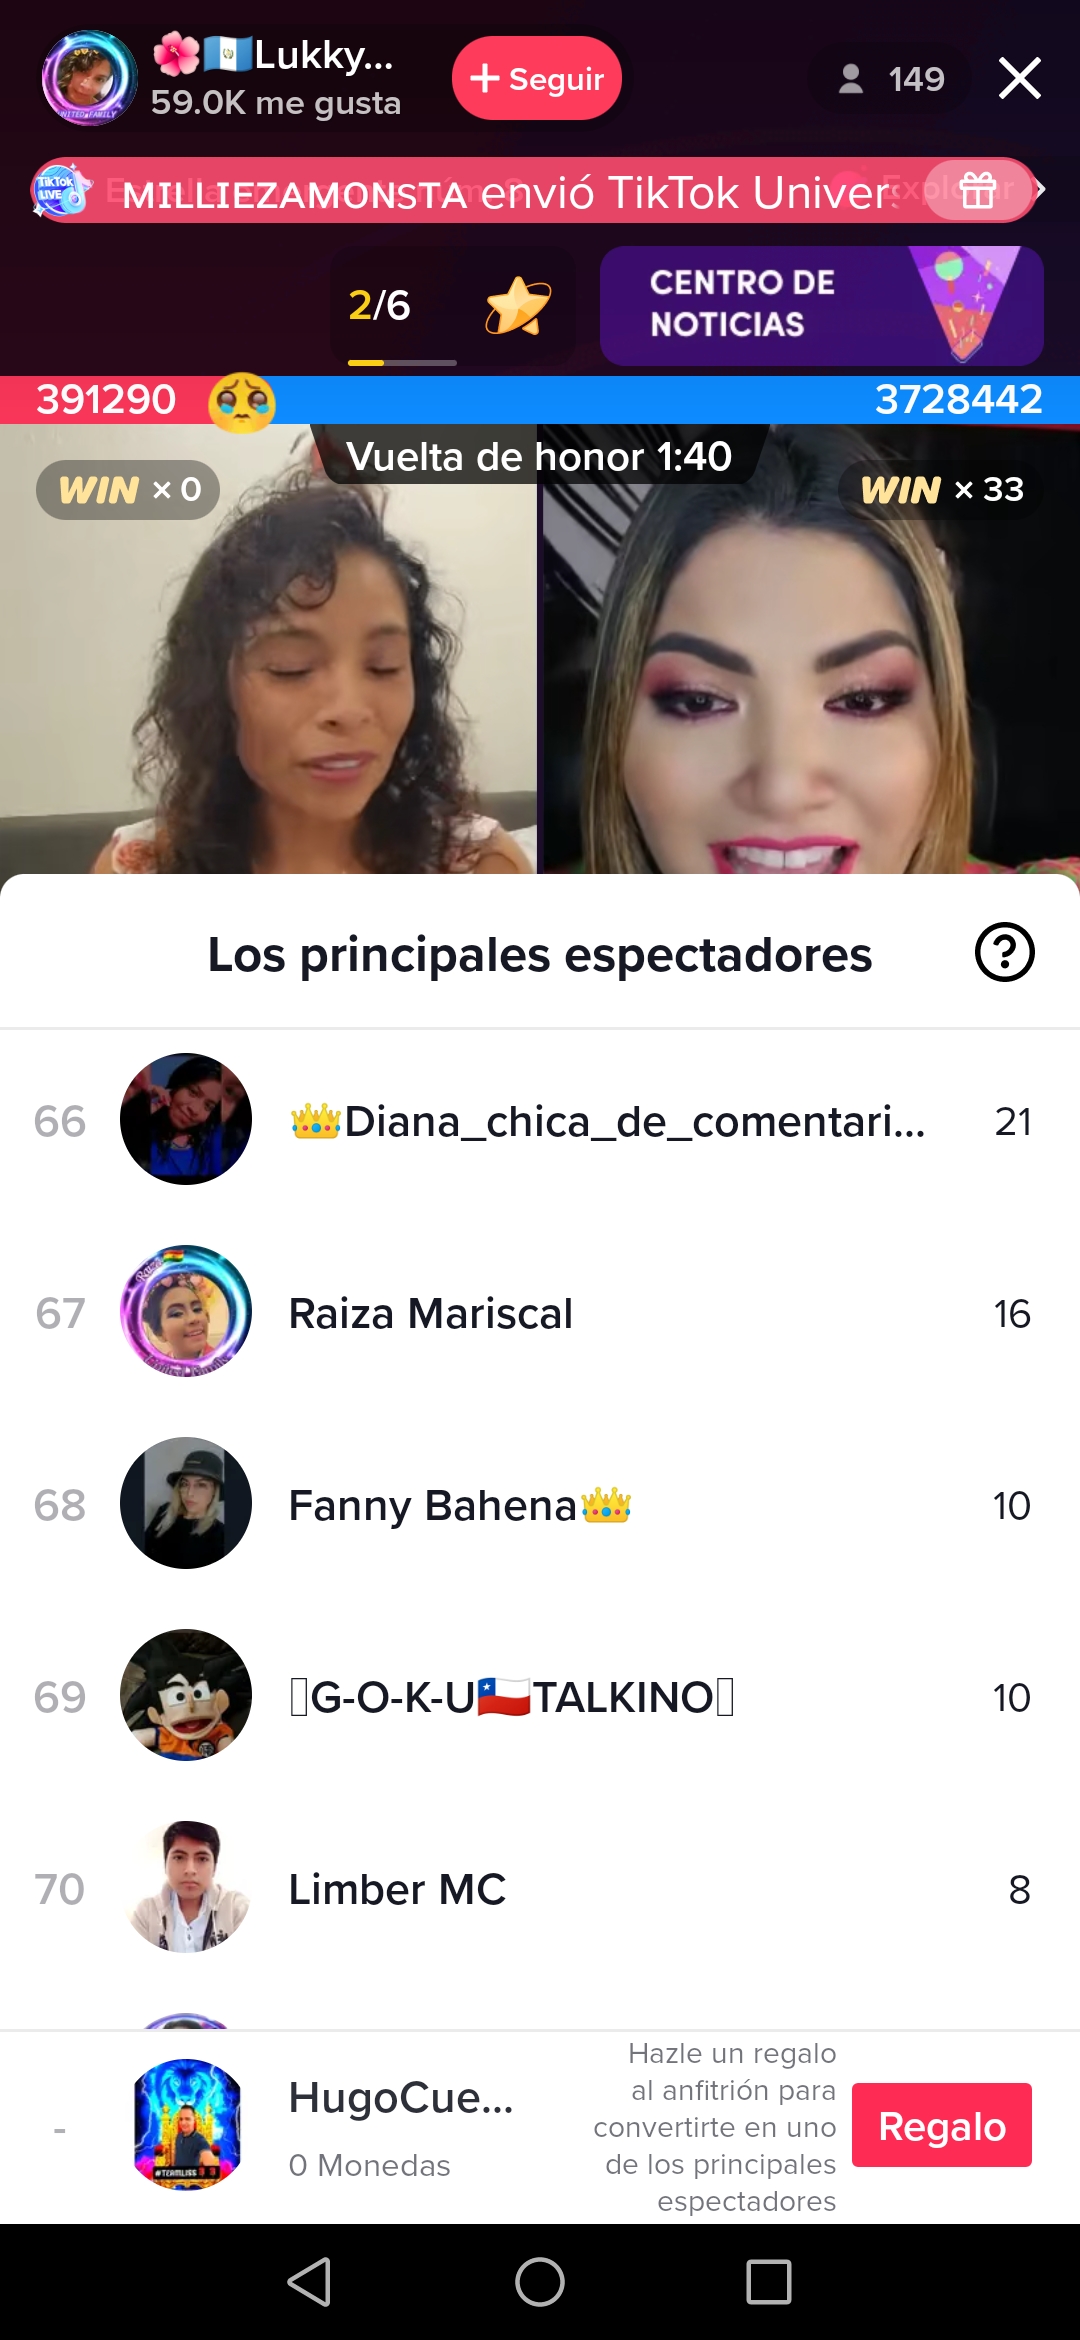 🌺🇬🇹Lukky...
59.0K me gusta
+ Seguir
149
MILLIEZAMONSTA envió TikTok Univer
2/6
CENTRO DE
NOTICIAS
391290
3728442
Vuelta de honor 1:40
WIN × 0
WIN × 33
Los principales espectadores
66 👑Diana_chica_de_comentari... 21
67 Raiza Mariscal 16
68 Fanny Bahena👑 10
69 G-O-K-U🇨🇱TALKINO 10
70 Limber MC 8
-
HugoCue...
0 Monedas
#TEAMLISS
Hazle un regalo
al anfitrión para
convertirte en uno
de los principales
espectadores
Regalo